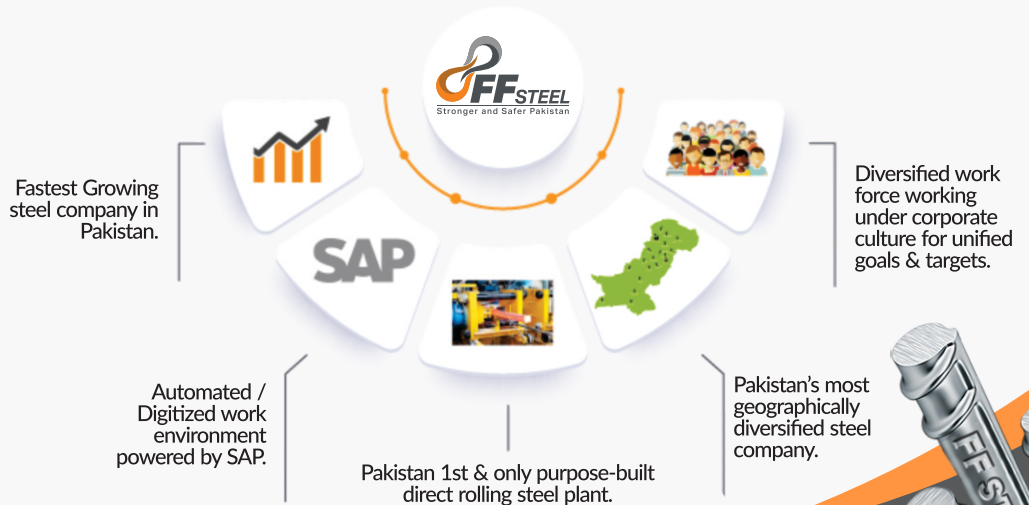 FF STEEL
Stronger and Safer Pakistan
Fastest Growing
steel company in
Pakistan.
SAP
Automated /
Digitized work
environment
powered by SAP.
Pakistan 1st & only purpose-built
direct rolling steel plant.
Pakistan's most
geographically
diversified steel
company.
Diversified work
force working
under corporate
culture for unified
goals & targets.
FF ST